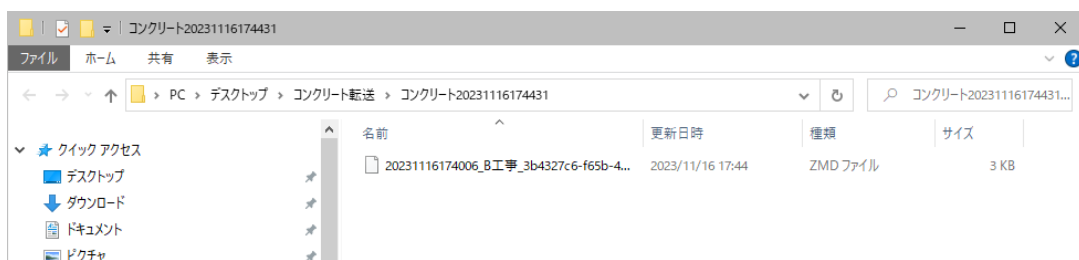 コンクリート20231116174431
ファイル ホーム 共有 表示
PC > デスクトップ > コンクリート転送 > コンクリート20231116174431
コンクリート20231116174431...
名前 更新日時 種類 サイズ
クイック アクセス
20231116174006_B工事_3b4327c6-f65b-4... 2023/11/16 17:44 ZMD ファイル 3 KB
デスクトップ
ダウンロード
ドキュメント
ピクチャ